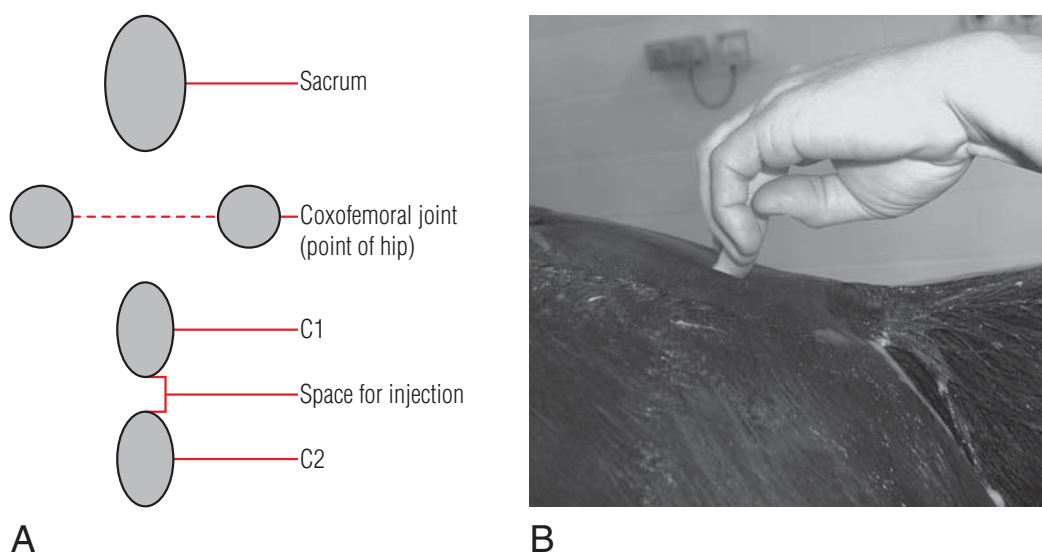 Sacrum
Coxofemoral joint
(point of hip)
C1
Space for injection
C2
A
B